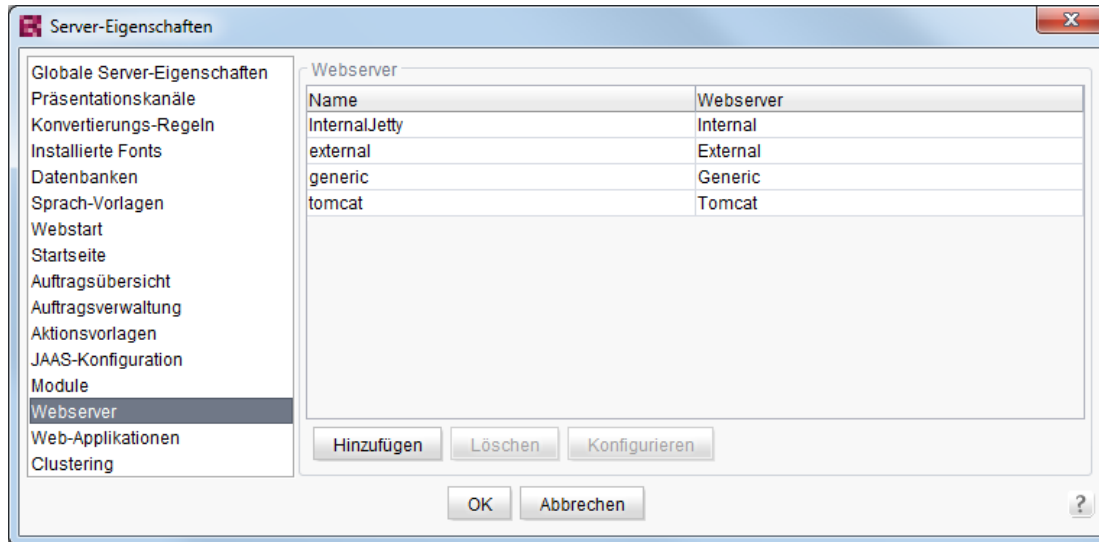 Server-Eigenschaften
Globale Server-Eigenschaften
Präsentationskanäle
Konvertierungs-Regeln
Installierte Fonts
Datenbanken
Sprach-Vorlagen
Webstart
Startseite
Auftragsübersicht
Auftragsverwaltung
Aktionsvorlagen
JAAS-Konfiguration
Module
Webserver
Web-Applikationen
Clustering
Webserver
Name Webserver
InternalJetty Internal
external External
generic Generic
tomcat Tomcat
Hinzufügen Löschen Konfigurieren
OK Abbrechen ?